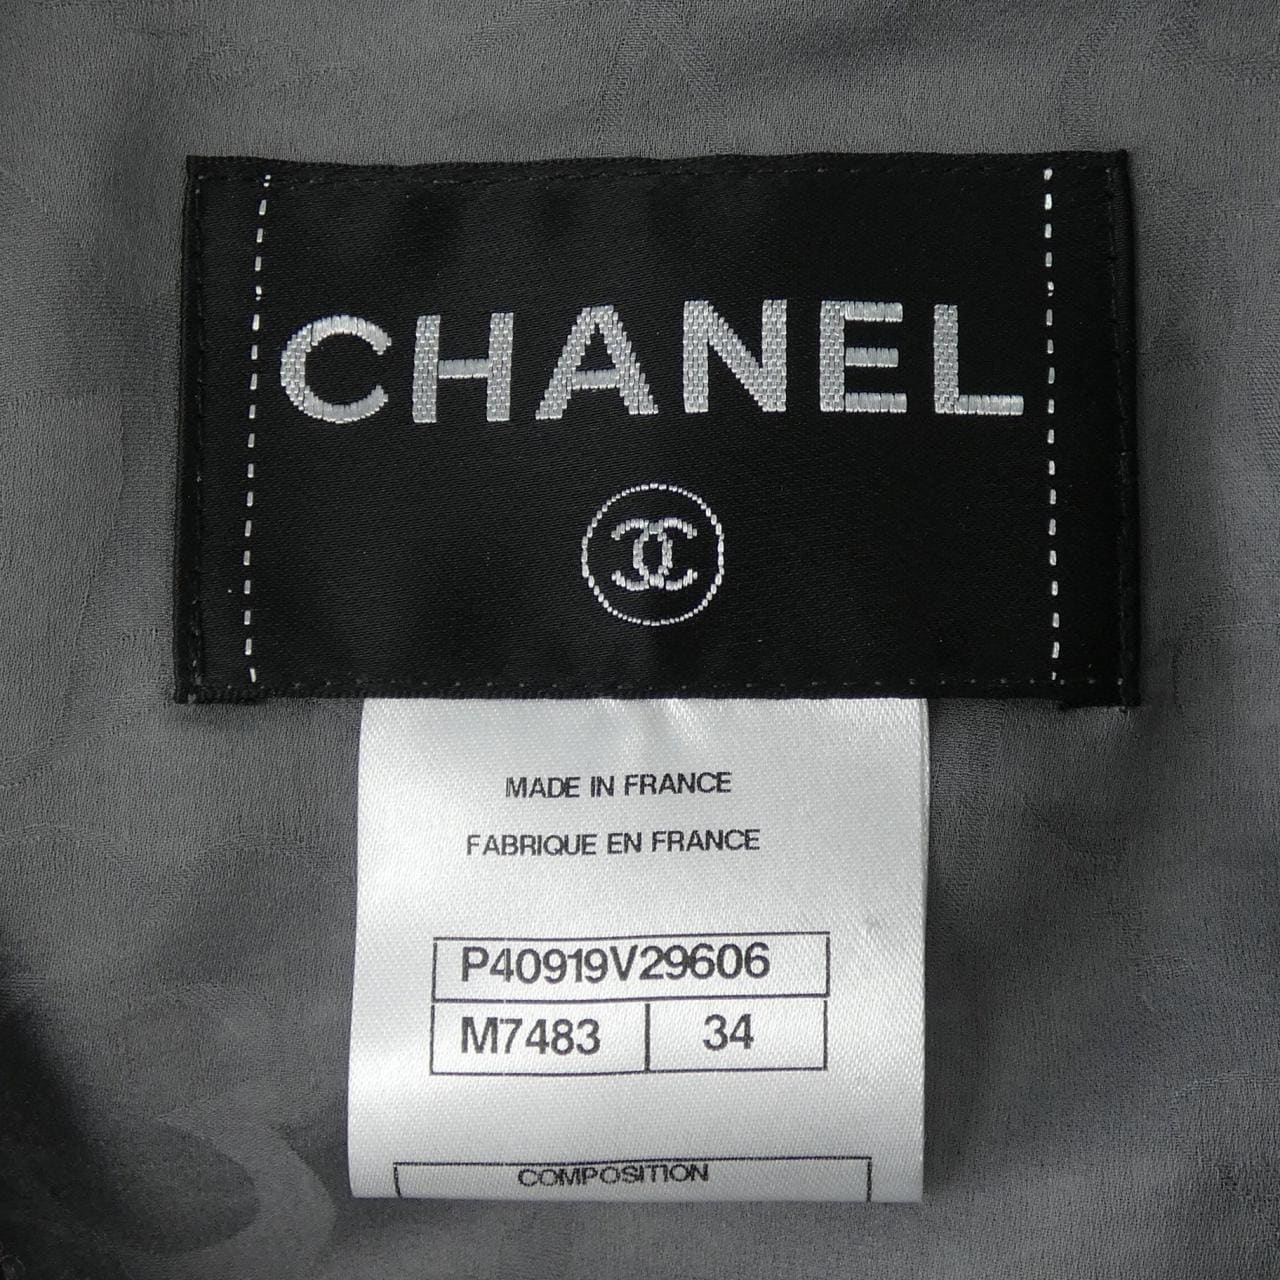 CHANEL
MADE IN FRANCE
FABRIQUE EN FRANCE
P40919V29606
M7483 34
COMPOSITION